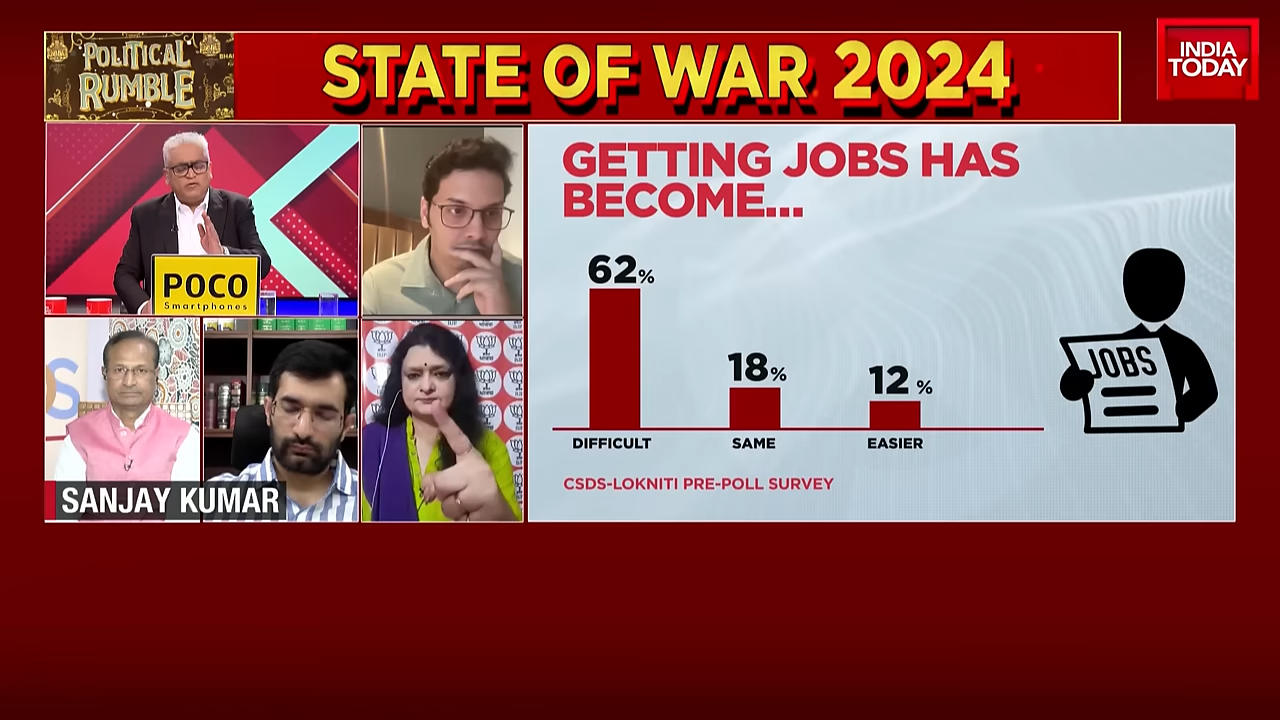 POLITICAL
RUMBLE
STATE OF WAR 2024
INDIA
TODAY
POCO
Smartphones
SANJAY KUMAR
GETTING JOBS HAS
BECOME...
62%
18%
12 %
DIFFICULT
SAME
EASIER
JOBS
CSDS-LOKNITI PRE-POLL SURVEY